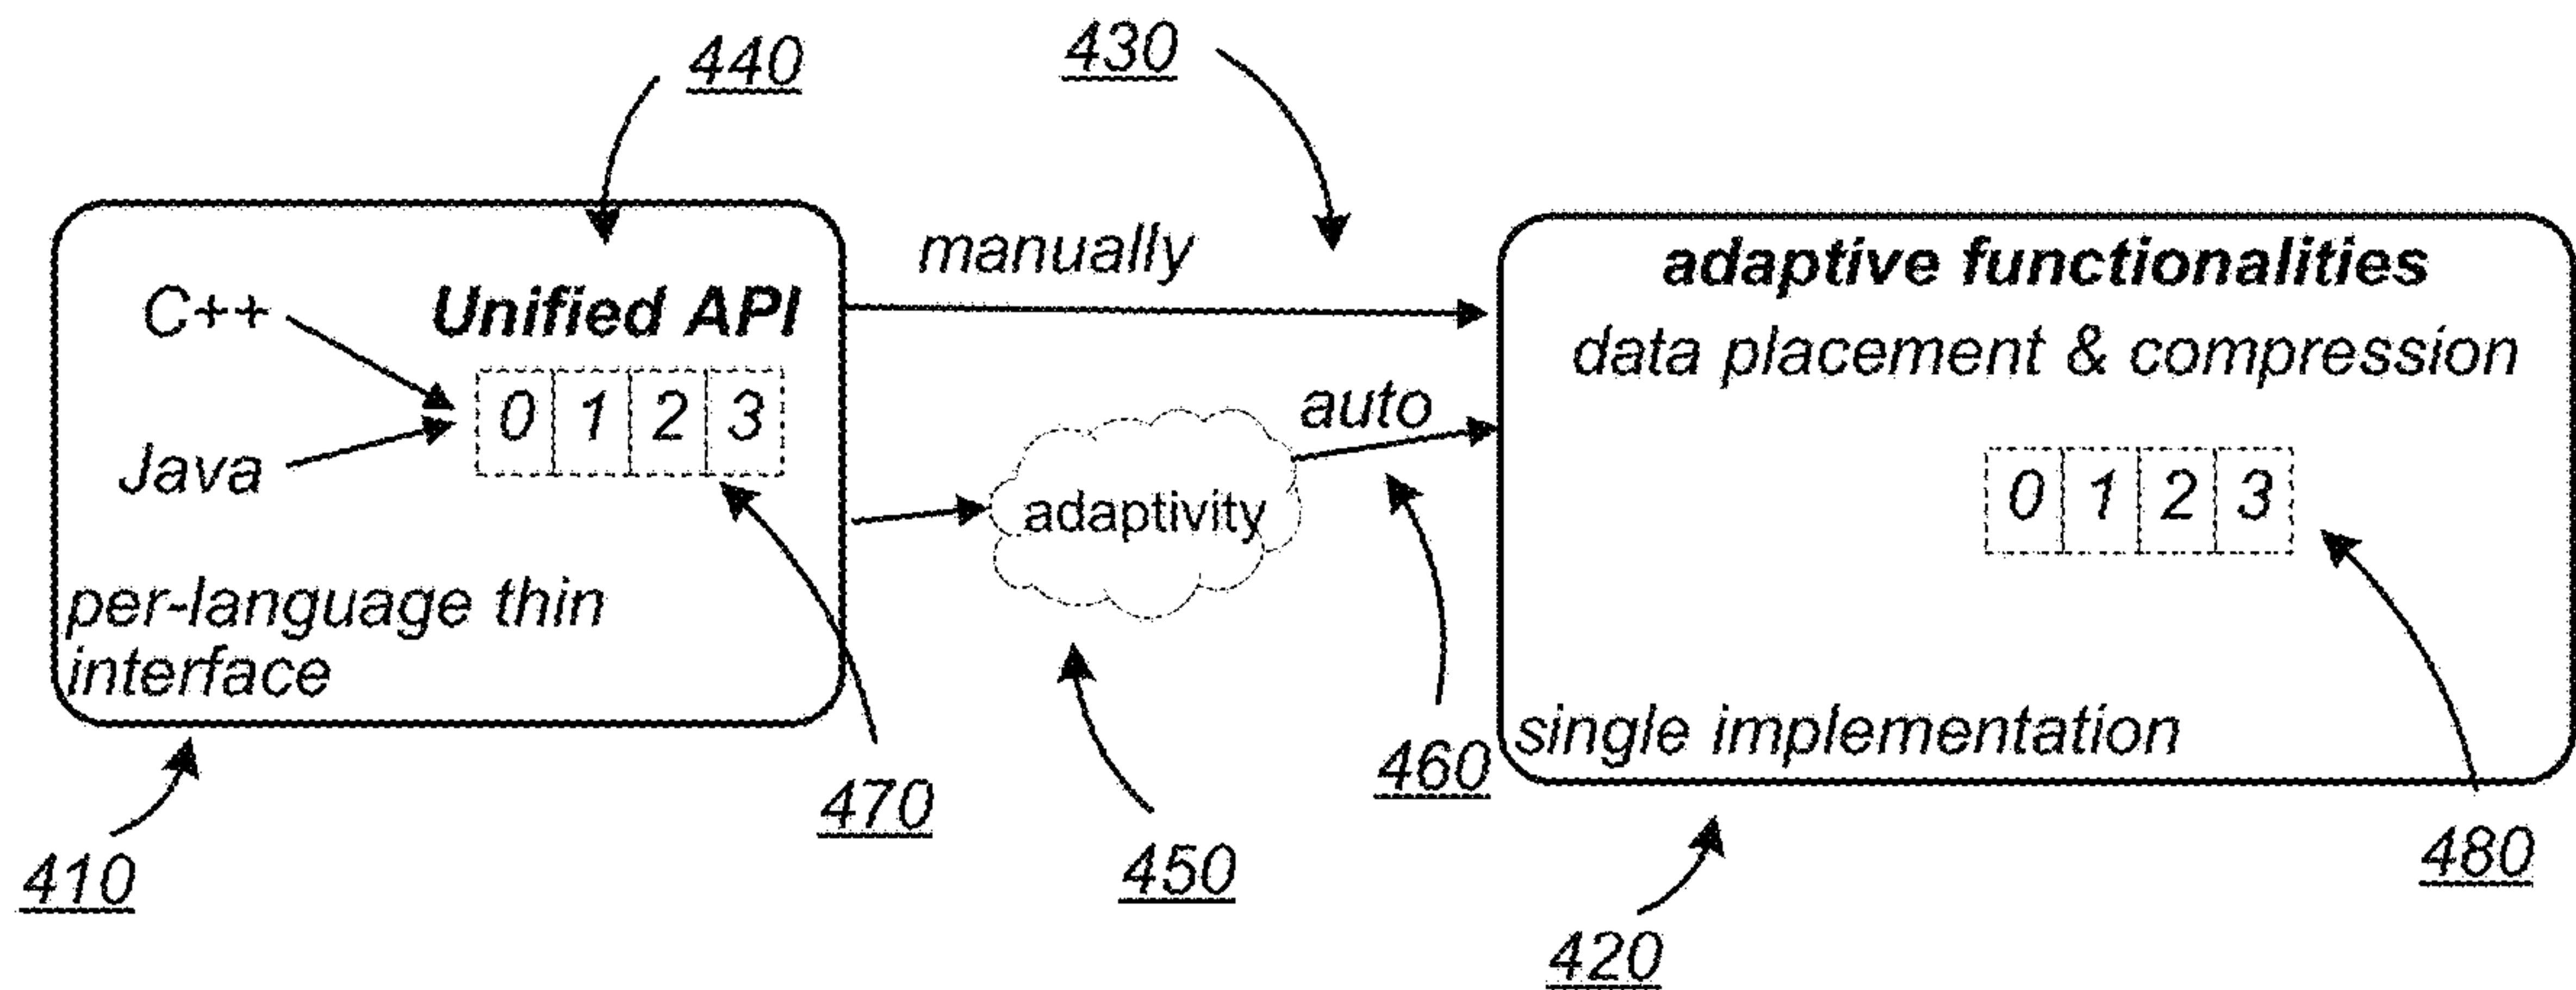 440
430
manually
adaptive functionalities
C++
Unified API
data placement & compression
0 1 2 3
auto
Java
adaptivity
0 1 2 3
per-language thin
interface
single implementation
460
470
450
410
480
420